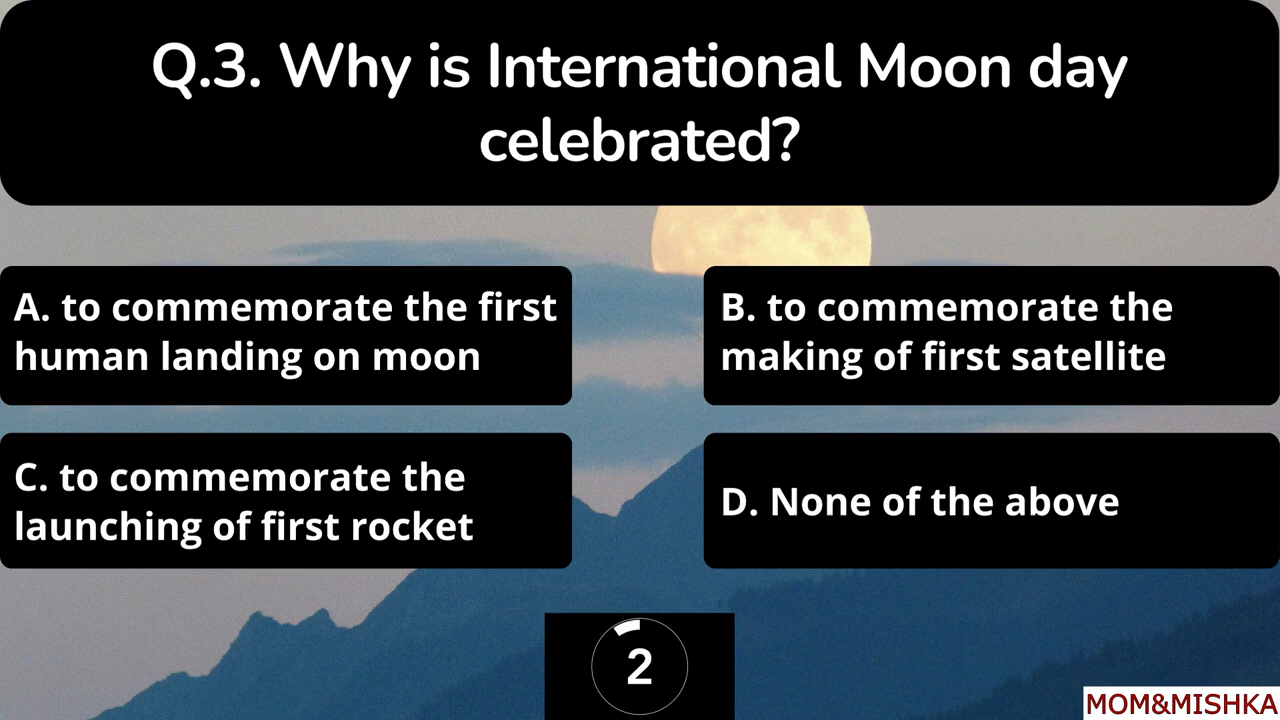 Q.3. Why is International Moon day
celebrated?
A. to commemorate the first
human landing on moon
B. to commemorate the
making of first satellite
C. to commemorate the
launching of first rocket
D. None of the above
2
MOM&MISHKA